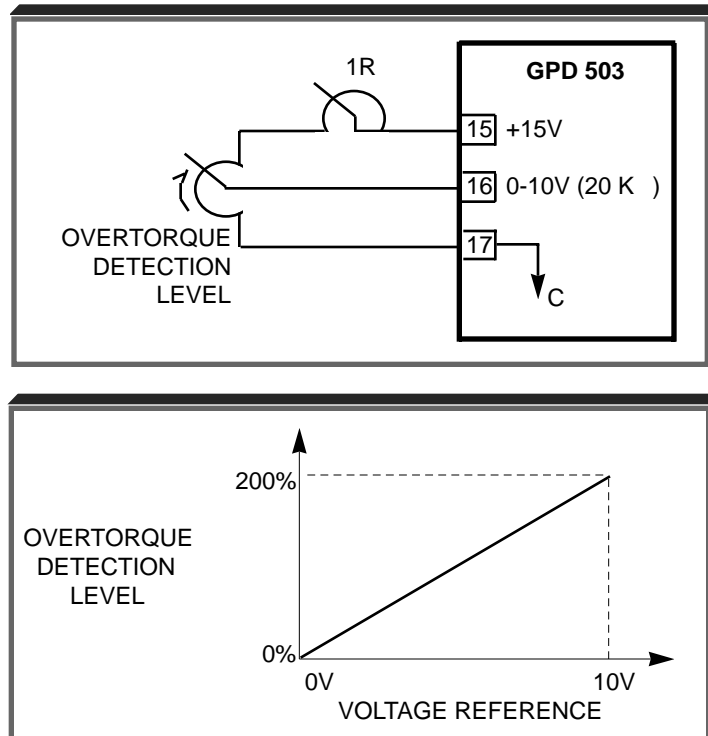 1R
GPD 503
15 +15V
16 0-10V (20 K )
17
C
OVERTORQUE
DETECTION
LEVEL
200%
OVERTORQUE
DETECTION
LEVEL
0%
0V 10V
VOLTAGE REFERENCE